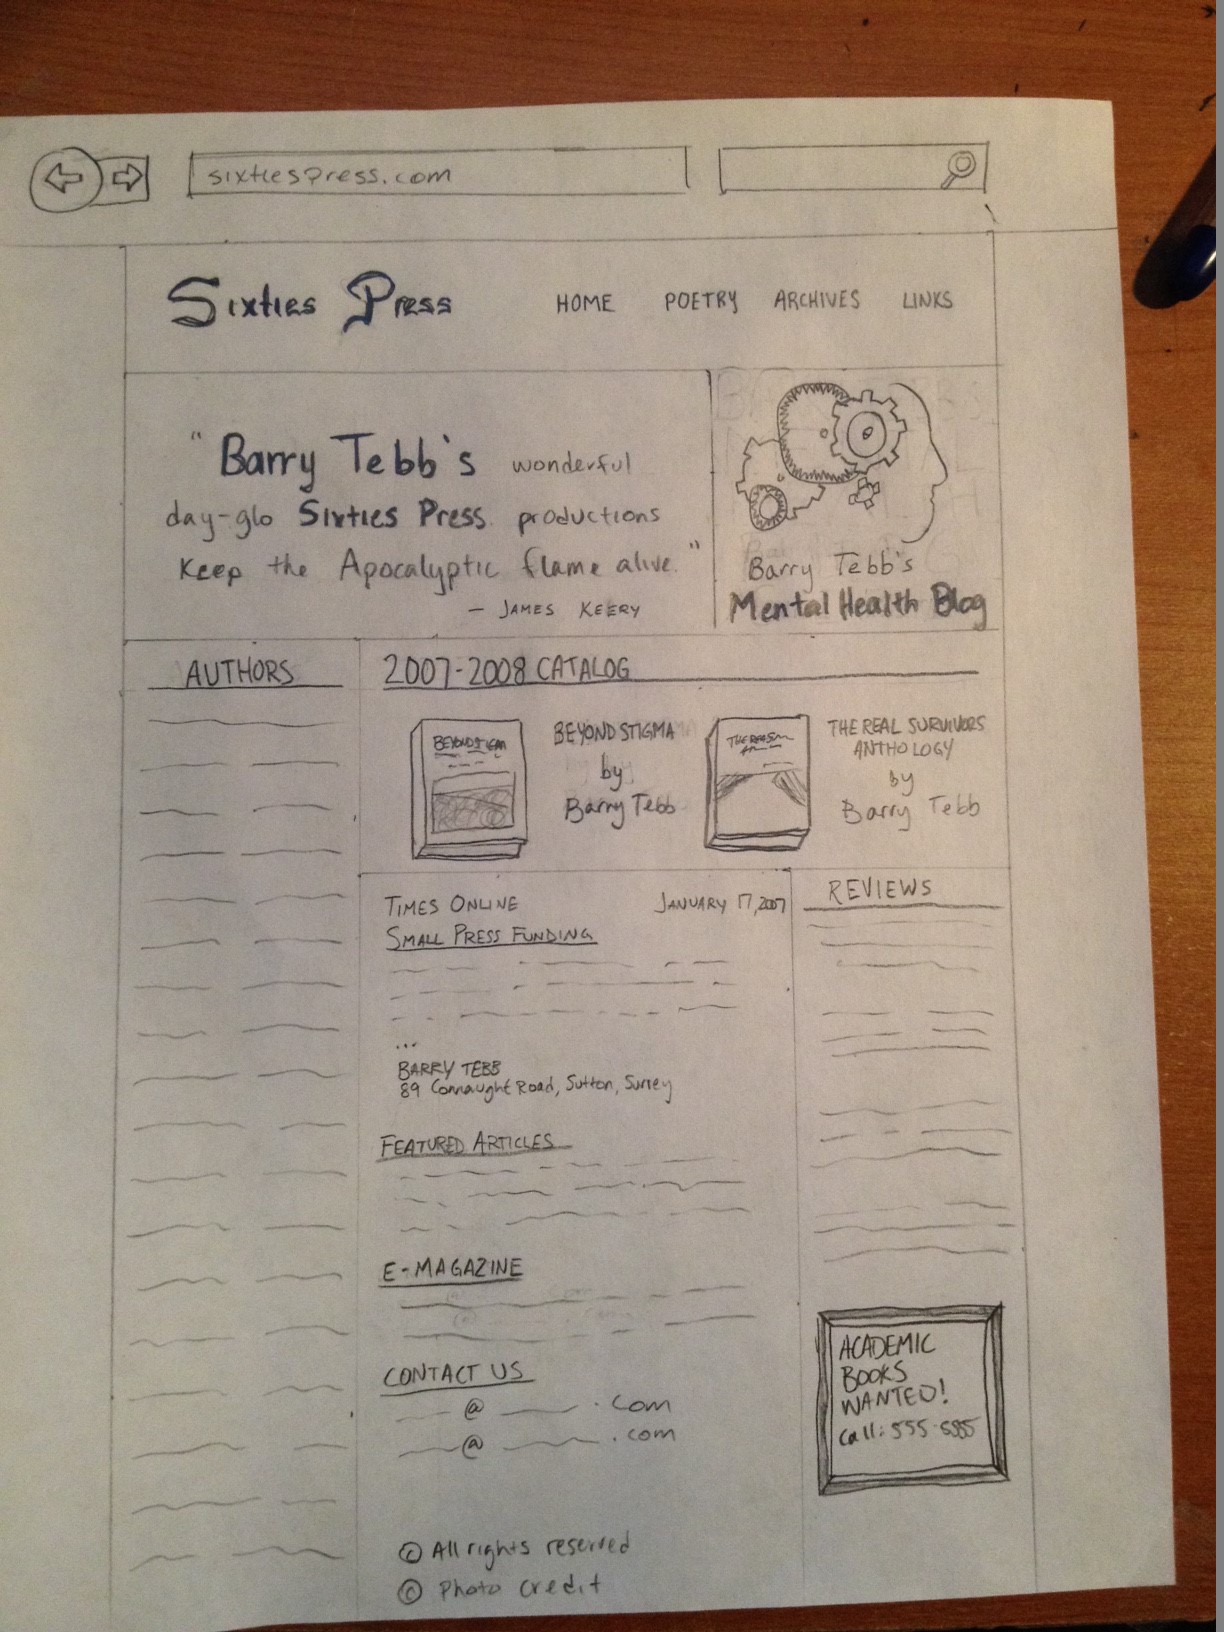 sixtiespress.com
Sixties Press
HOME POETRY ARCHIVES LINKS
"Barry Tebb's wonderful
day-glo Sixties Press productions
Keep the Apocalyptic flame alive."
— JAMES KEERY
Barry Tebb's
Mental Health Blog
AUTHORS
2007-2008 CATALOG
BEYOND STIGMA
by
Barry Tebb
THE REAL SURVIVORS
ANTHOLOGY
by
Barry Tebb
TIMES ONLINE JANUARY 17, 2007
SMALL PRESS FUNDING
...
BARRY TEBB
89 Connaught Road, Sutton, Surrey
FEATURED ARTICLES
E-MAGAZINE
CONTACT US
@ .com
@ .com
© All rights reserved
© Photo credit
REVIEWS
ACADEMIC
BOOKS
WANTED!
call: 555-